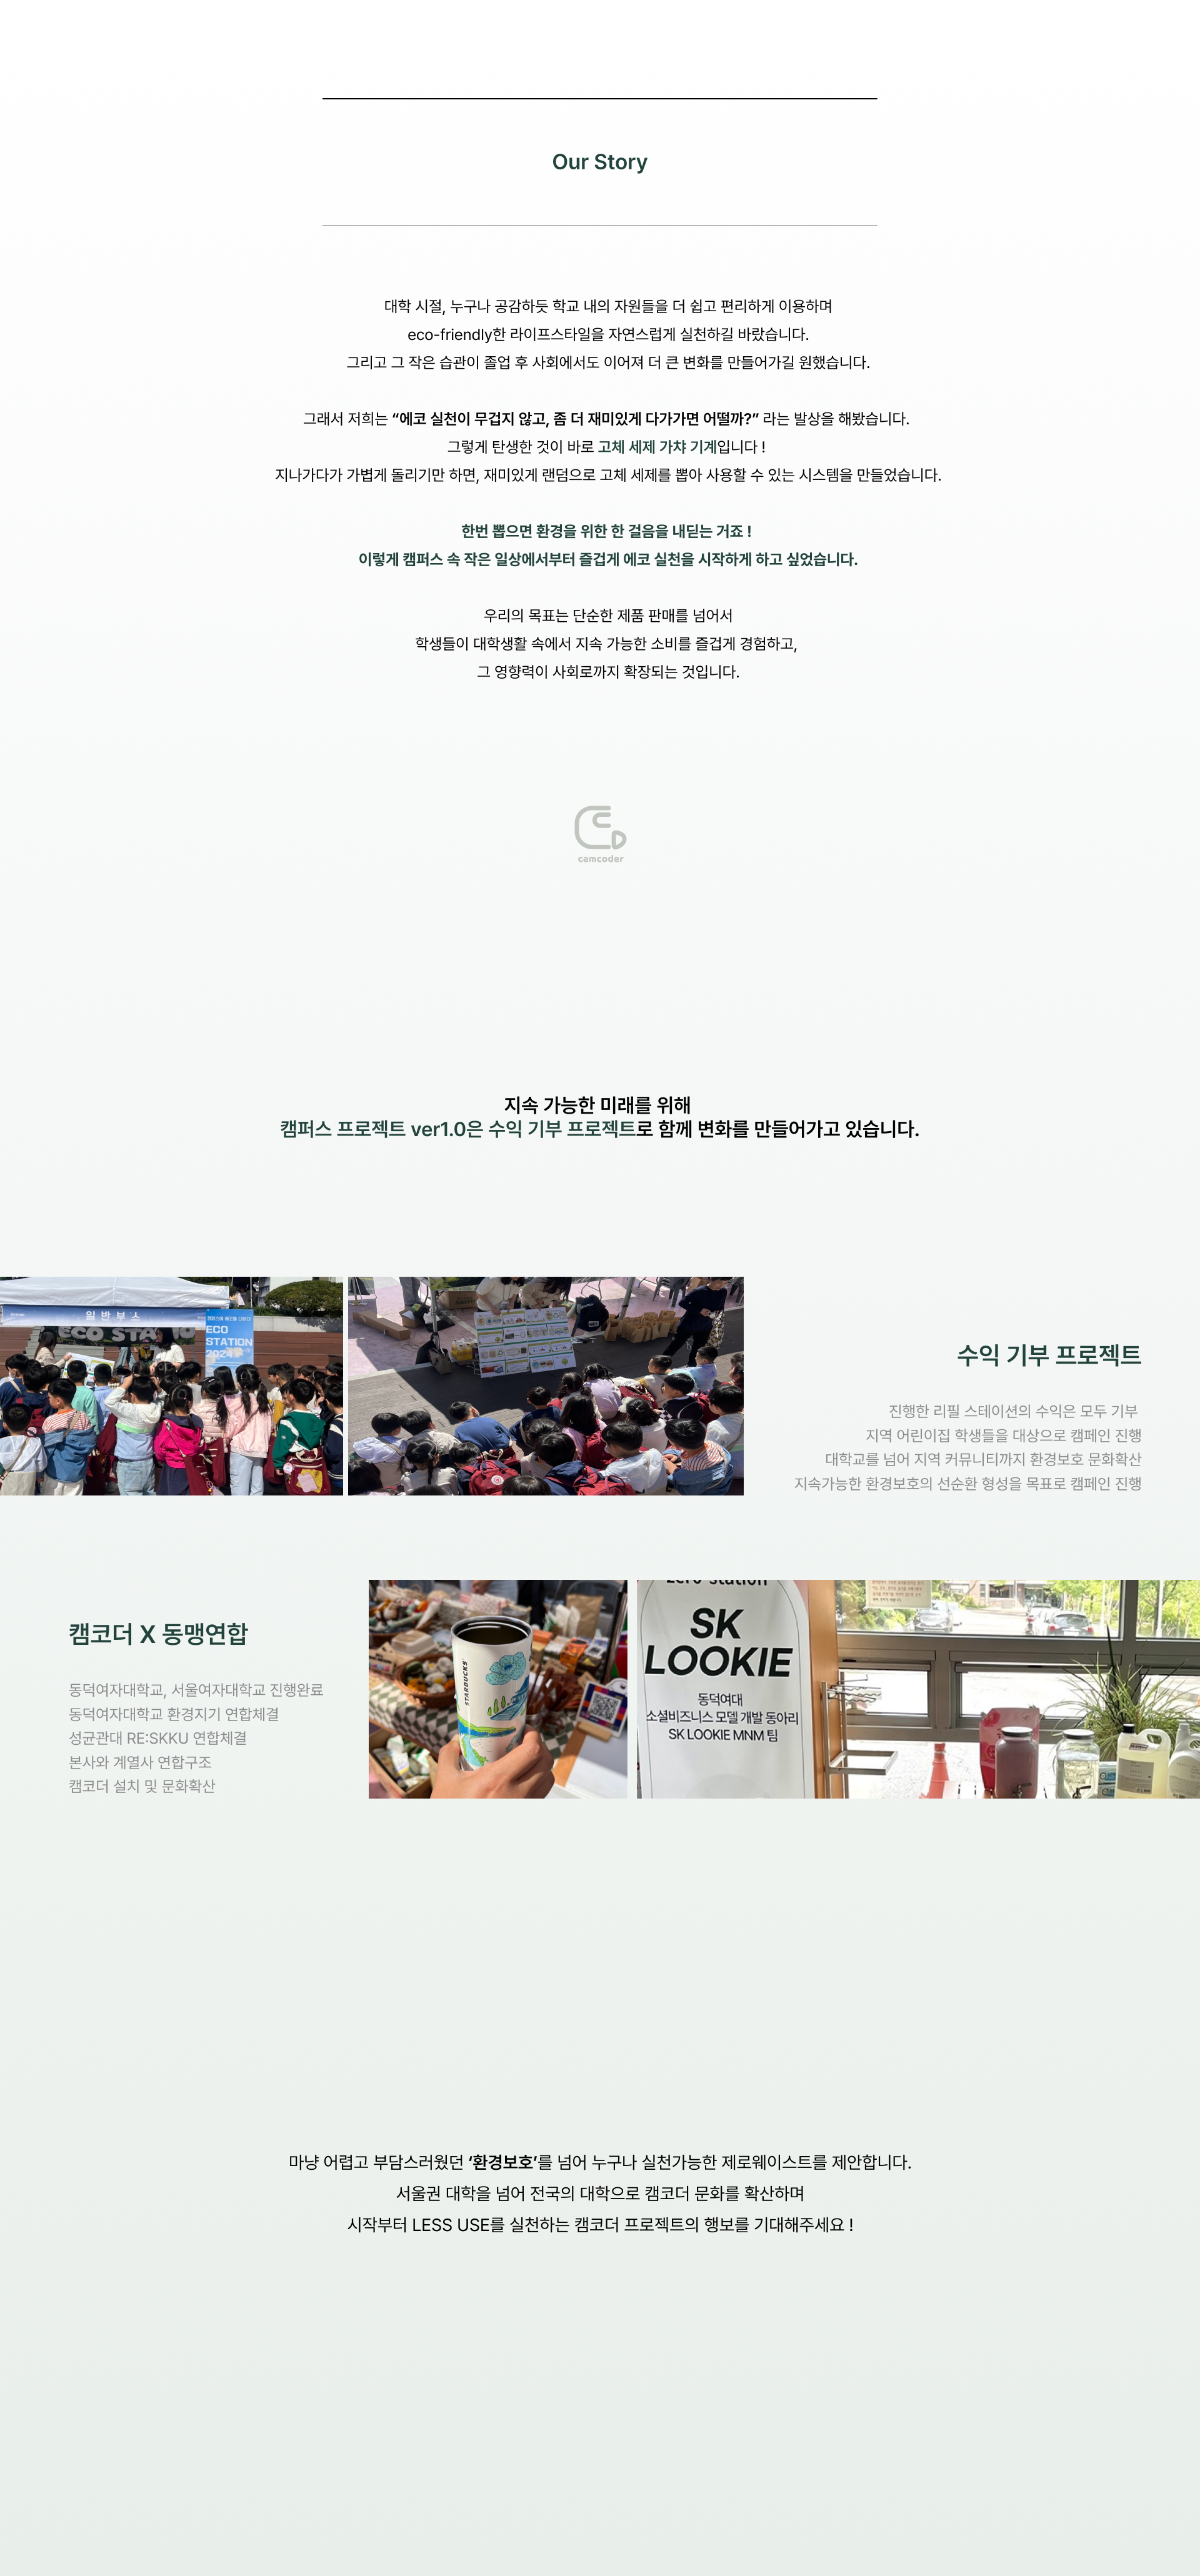 Our Story
대학 시절, 누구나 공감하듯 학교 내의 자원들을 더 쉽고 편리하게 이용하며
eco-friendly한 라이프스타일을 자연스럽게 실천하길 바랐습니다.
그리고 그 작은 습관이 졸업 후 사회에서도 이어져 더 큰 변화를 만들어가길 원했습니다.
그래서 저희는 “에코 실천이 무겁지 않고, 좀 더 재미있게 다가가면 어떨까?” 라는 발상을 해봤습니다.
그렇게 탄생한 것이 바로 고체 세제 가챠 기계입니다 !
지나가다가 가볍게 돌리기만 하면, 재미있게 랜덤으로 고체 세제를 뽑아 사용할 수 있는 시스템을 만들었습니다.
한번 뽑으면 환경을 위한 한 걸음을 내딛는 거죠 !
이렇게 캠퍼스 속 작은 일상에서부터 즐겁게 에코 실천을 시작하게 하고 싶었습니다.
우리의 목표는 단순한 제품 판매를 넘어서
학생들이 대학생활 속에서 지속 가능한 소비를 즐겁게 경험하고,
그 영향력이 사회로까지 확장되는 것입니다.
camcoder
지속 가능한 미래를 위해
캠퍼스 프로젝트 ver1.0은 수익 기부 프로젝트로 함께 변화를 만들어가고 있습니다.
일반부스
ECO STA
ECO
STATION
2024
수익 기부 프로젝트
진행한 리필 스테이션의 수익은 모두 기부
지역 어린이집 학생들을 대상으로 캠페인 진행
대학교를 넘어 지역 커뮤니티까지 환경보호 문화확산
지속가능한 환경보호의 선순환 형성을 목표로 캠페인 진행
캠코더 X 동맹연합
동덕여자대학교, 서울여자대학교 진행완료
동덕여자대학교 환경지기 연합체결
성균관대 RE:SKKU 연합체결
본사와 계열사 연합구조
캠코더 설치 및 문화확산
STARBUCKS
zero station
SK
LOOKIE
동덕여대
소셜비즈니스 모델 개발 동아리
SK LOOKIE MNM 팀
마냥 어렵고 부담스러웠던 ‘환경보호’를 넘어 누구나 실천가능한 제로웨이스트를 제안합니다.
서울권 대학을 넘어 전국의 대학으로 캠코더 문화를 확산하며
시작부터 LESS USE를 실천하는 캠코더 프로젝트의 행보를 기대해주세요 !